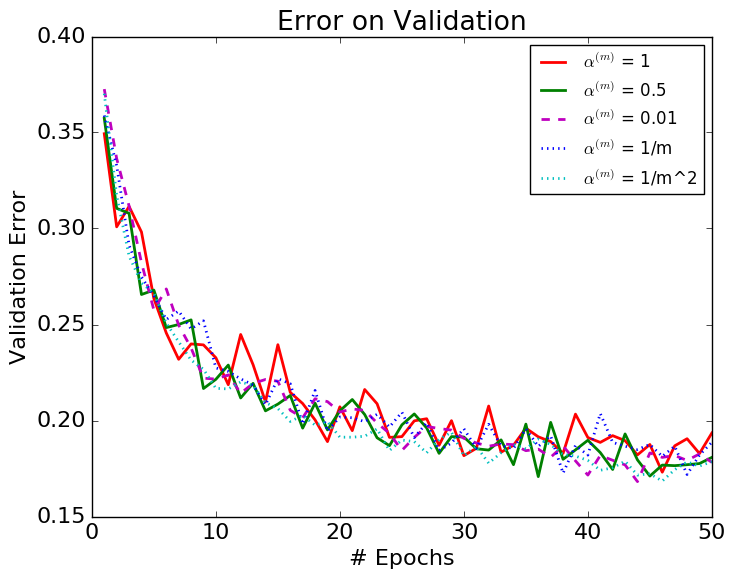 Error on Validation
0.40
0.35
0.30
0.25
0.20
0.15
Validation Error
α^(m) = 1
α^(m) = 0.5
α^(m) = 0.01
α^(m) = 1/m
α^(m) = 1/m^2
0 10 20 30 40 50
# Epochs